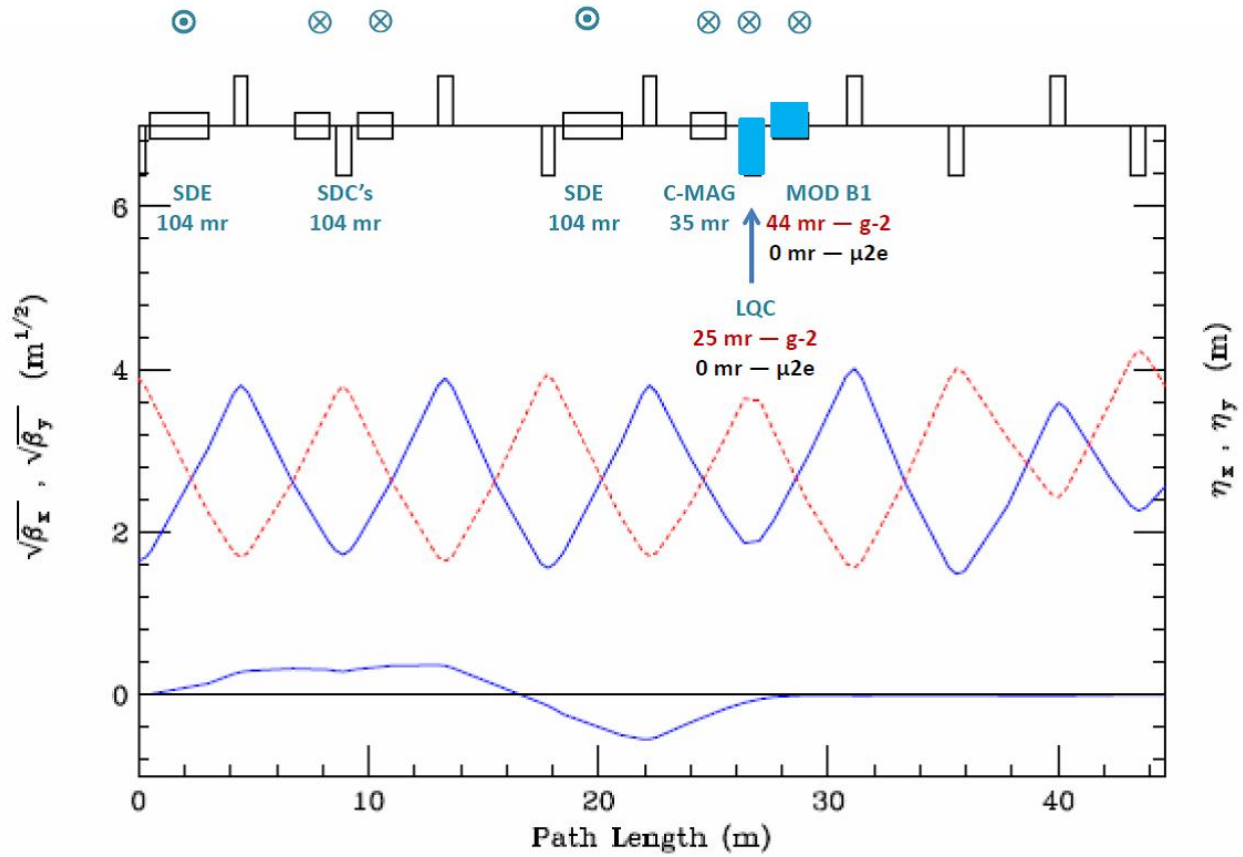 SDE
104 mr
SDC's
104 mr
SDE
104 mr
C-MAG
35 mr
MOD B1
44 mr — g-2
0 mr — μ2e
LQC
25 mr — g-2
0 mr — μ2e
6
4
2
0
√βx , √βy (m^1/2)
ηx , ηy (m)
0 10 20 30 40
Path Length (m)